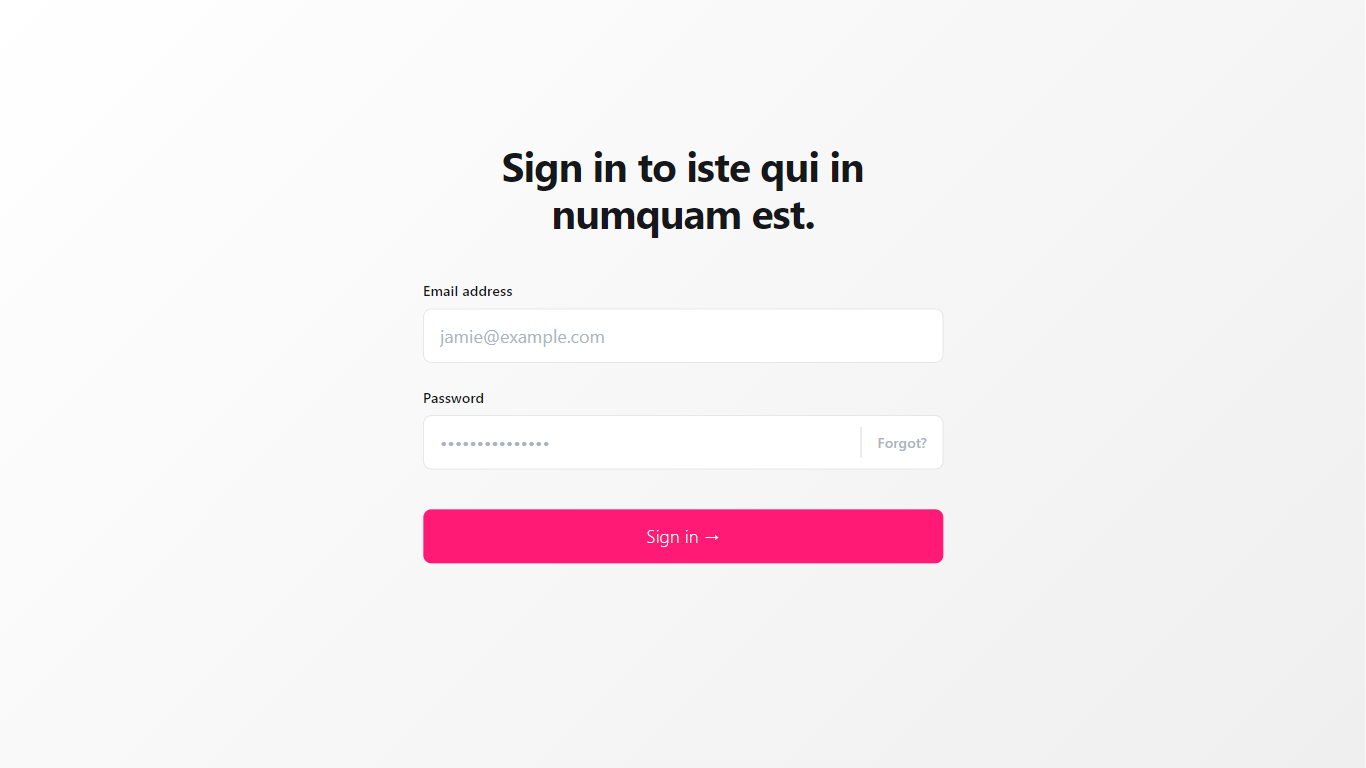 Sign in to iste qui in
numquam est.
Email address
jamie@example.com
Password
•••••••••••••••
Forgot?
Sign in →